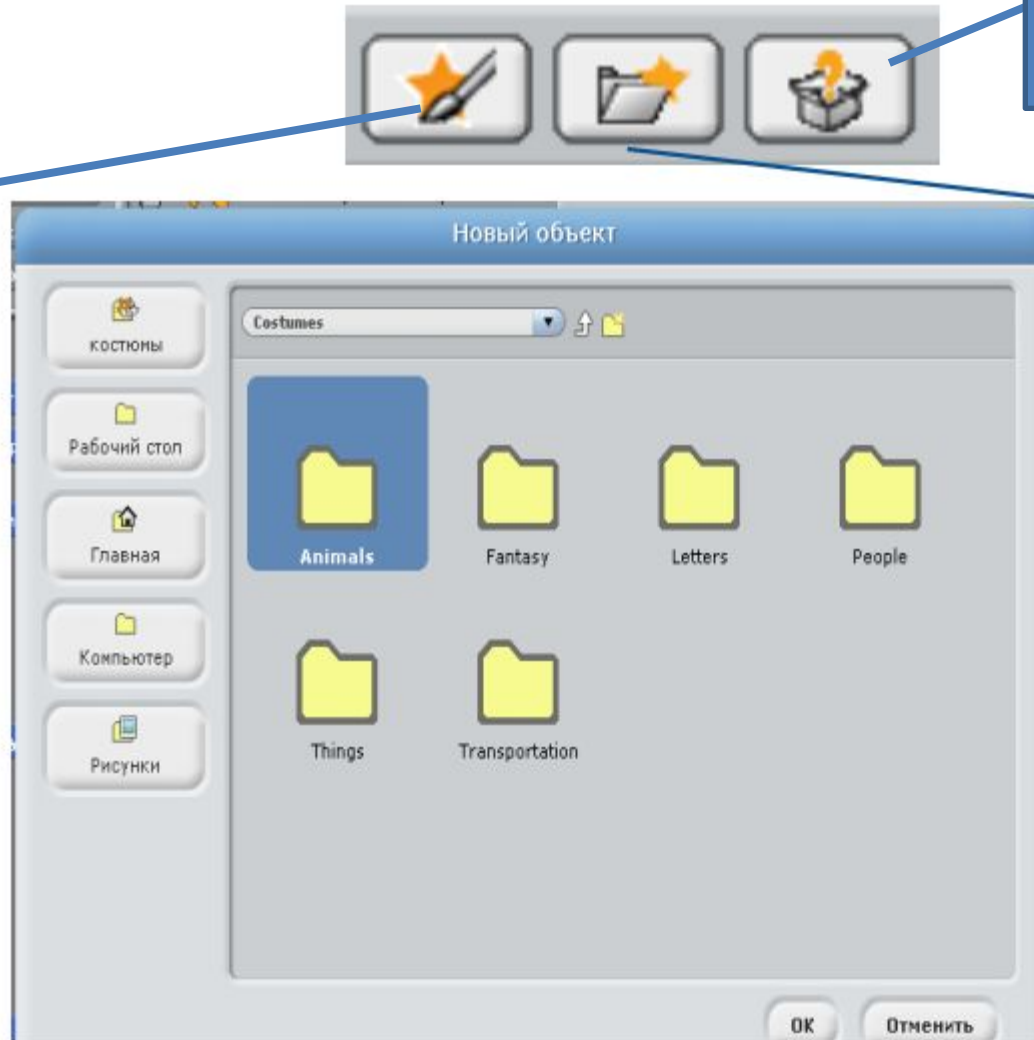 Новый объект
костюмы
Costumes
Рабочий стол
Главная
Компьютер
Рисунки
Animals
Fantasy
Letters
People
Things
Transportation
OK
Отменить